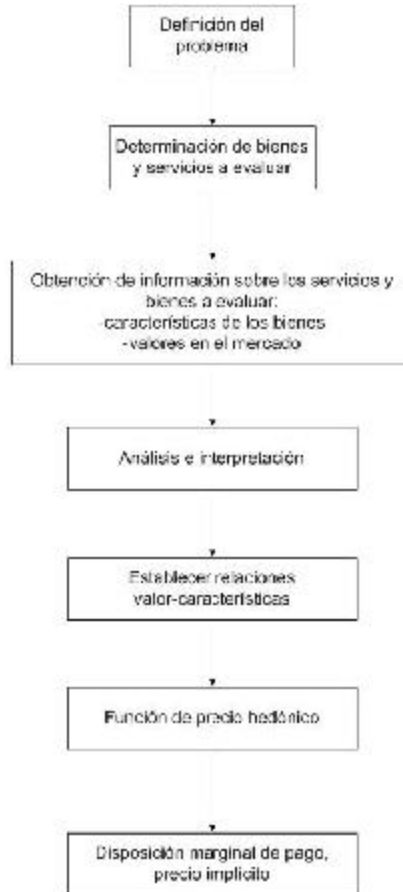 Definición del
problema
Determinación de bienes
y servicios a evaluar
Obtención de información sobre los servicios y
bienes a evaluar:
-características de los bienes
-valores en el mercado
Análisis e interpretación
Establecer relaciones
valor-características
Función de precio hedónico
Disposición marginal de pago,
precio implícito